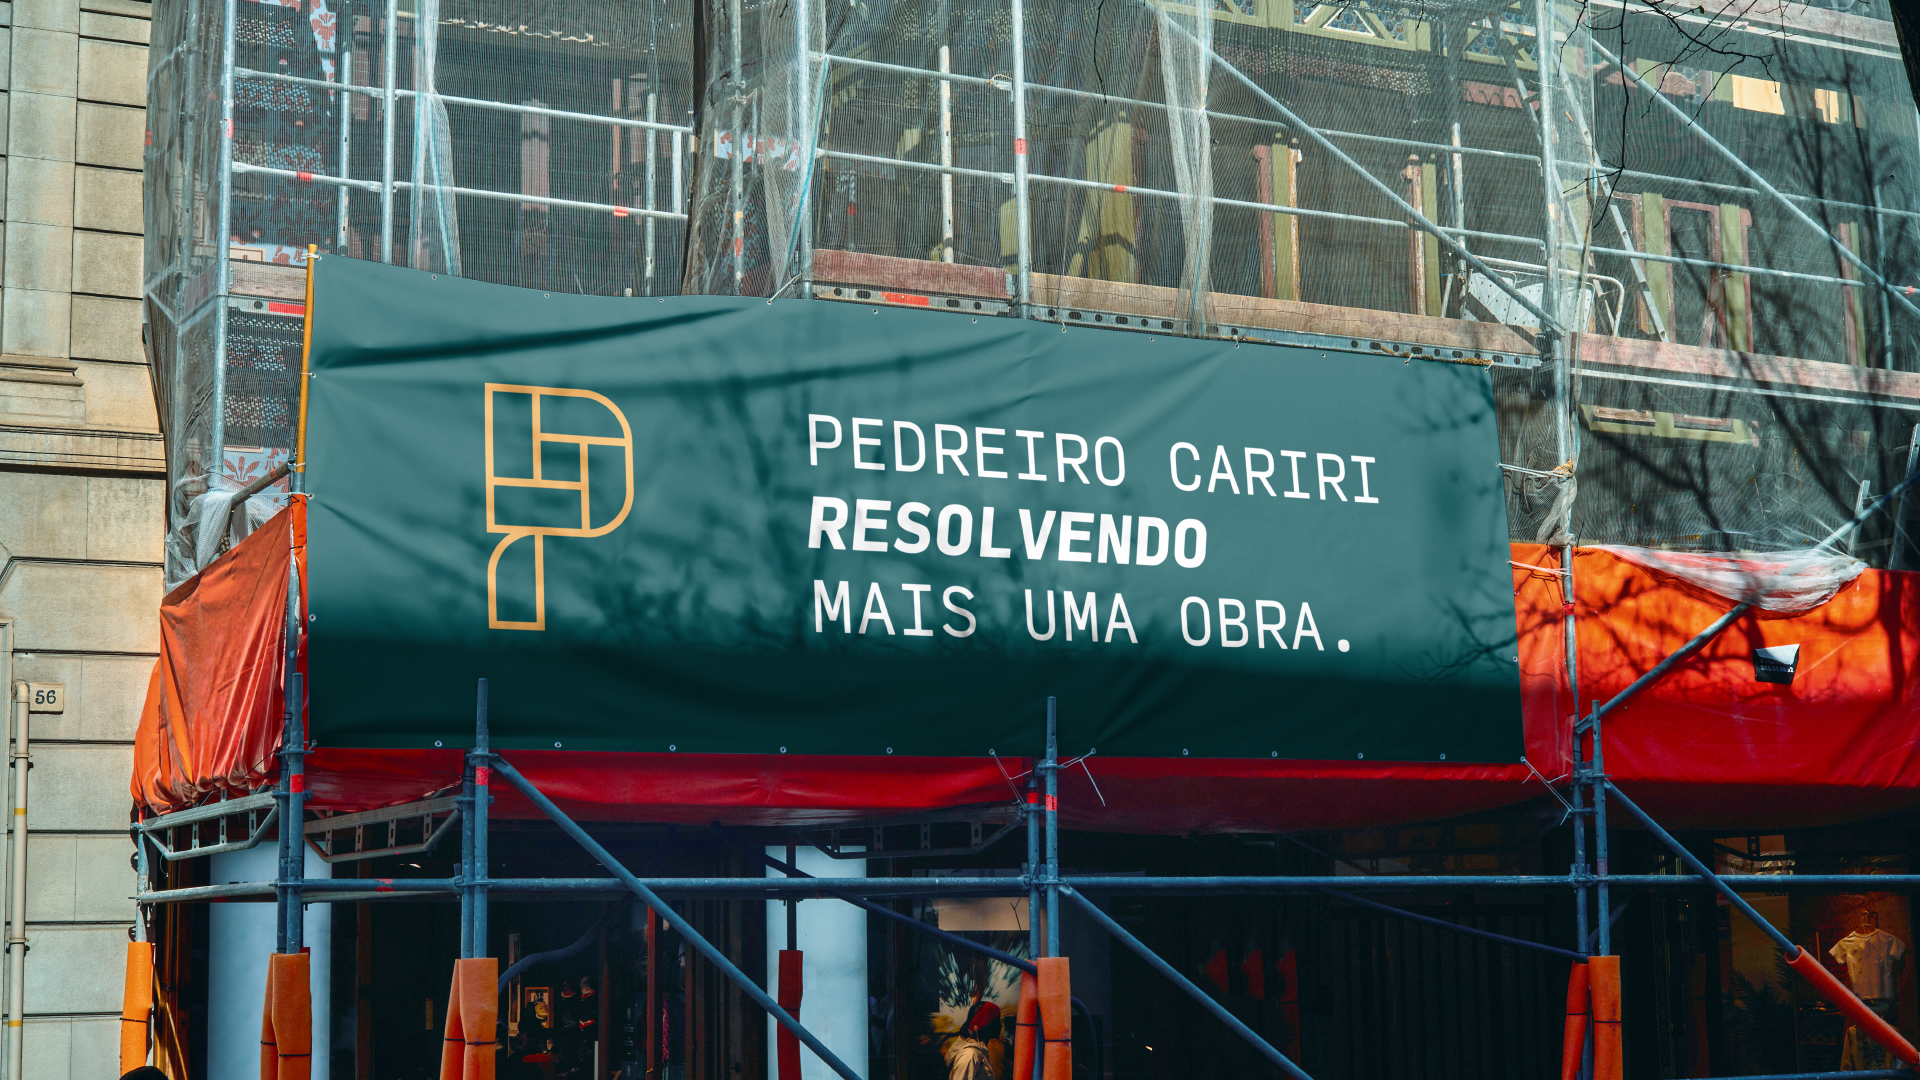 PEDREIRO CARIRI
RESOLVENDO
MAIS UMA OBRA.
56